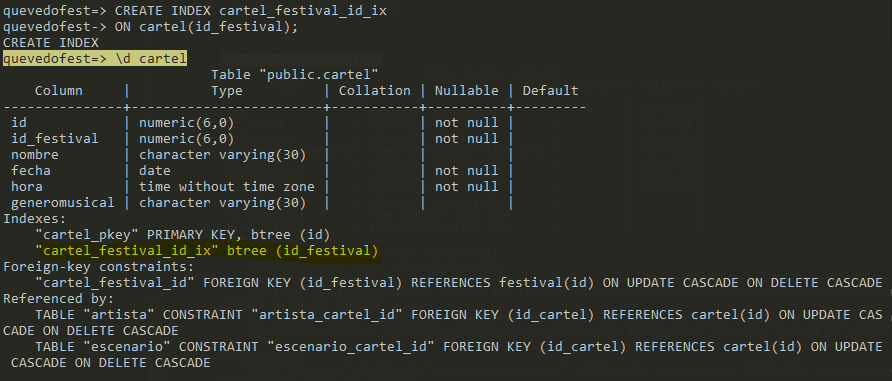 quevedofest=> CREATE INDEX cartel_festival_id_ix
quevedofest-> ON cartel(id_festival);
CREATE INDEX
quevedofest=> \d cartel
Table "public.cartel"
Column | Type | Collation | Nullable | Default
--------------+------------------------+-----------+----------+---------
id | numeric(6,0) | | not null |
id_festival | numeric(6,0) | | not null |
nombre | character varying(30) | | |
fecha | date | | not null |
hora | time without time zone | | not null |
generomusical | character varying(30) | | |
Indexes:
"cartel_pkey" PRIMARY KEY, btree (id)
"cartel_festival_id_ix" btree (id_festival)
Foreign-key constraints:
"cartel_festival_id" FOREIGN KEY (id_festival) REFERENCES festival(id) ON UPDATE CASCADE ON DELETE CASCADE
Referenced by:
TABLE "artista" CONSTRAINT "artista_cartel_id" FOREIGN KEY (id_cartel) REFERENCES cartel(id) ON UPDATE CAS
CADE ON DELETE CASCADE
TABLE "escenario" CONSTRAINT "escenario_cartel_id" FOREIGN KEY (id_cartel) REFERENCES cartel(id) ON UPDATE
CASCADE ON DELETE CASCADE